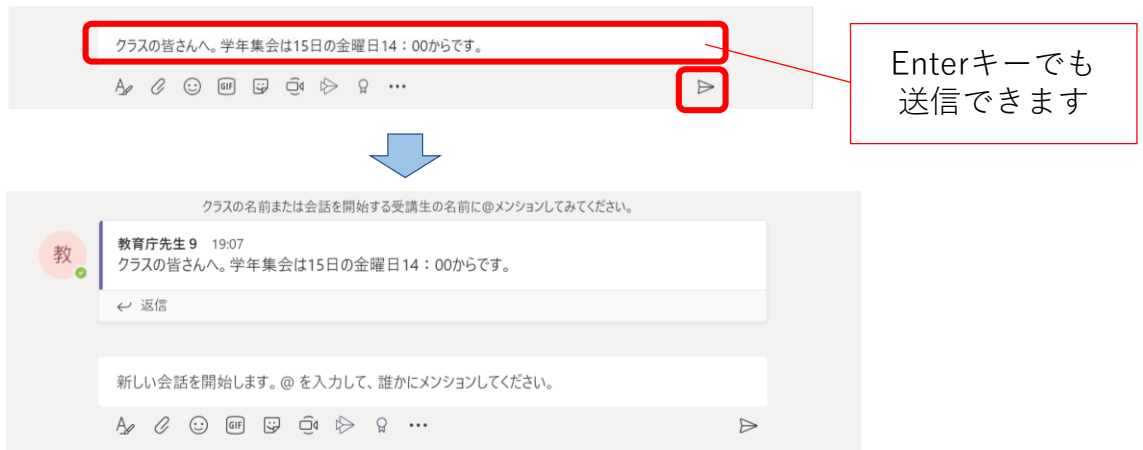 クラスの皆さんへ。学年集会は15日の金曜日14：00からです。
GIF
Enterキーでも
送信できます
クラスの名前または会話を開始する受講生の名前に@メンションしてみてください。
教
教育庁先生９ 19:07
クラスの皆さんへ。学年集会は15日の金曜日14：00からです。
返信
新しい会話を開始します。@ を入力して、誰かにメンションしてください。
GIF